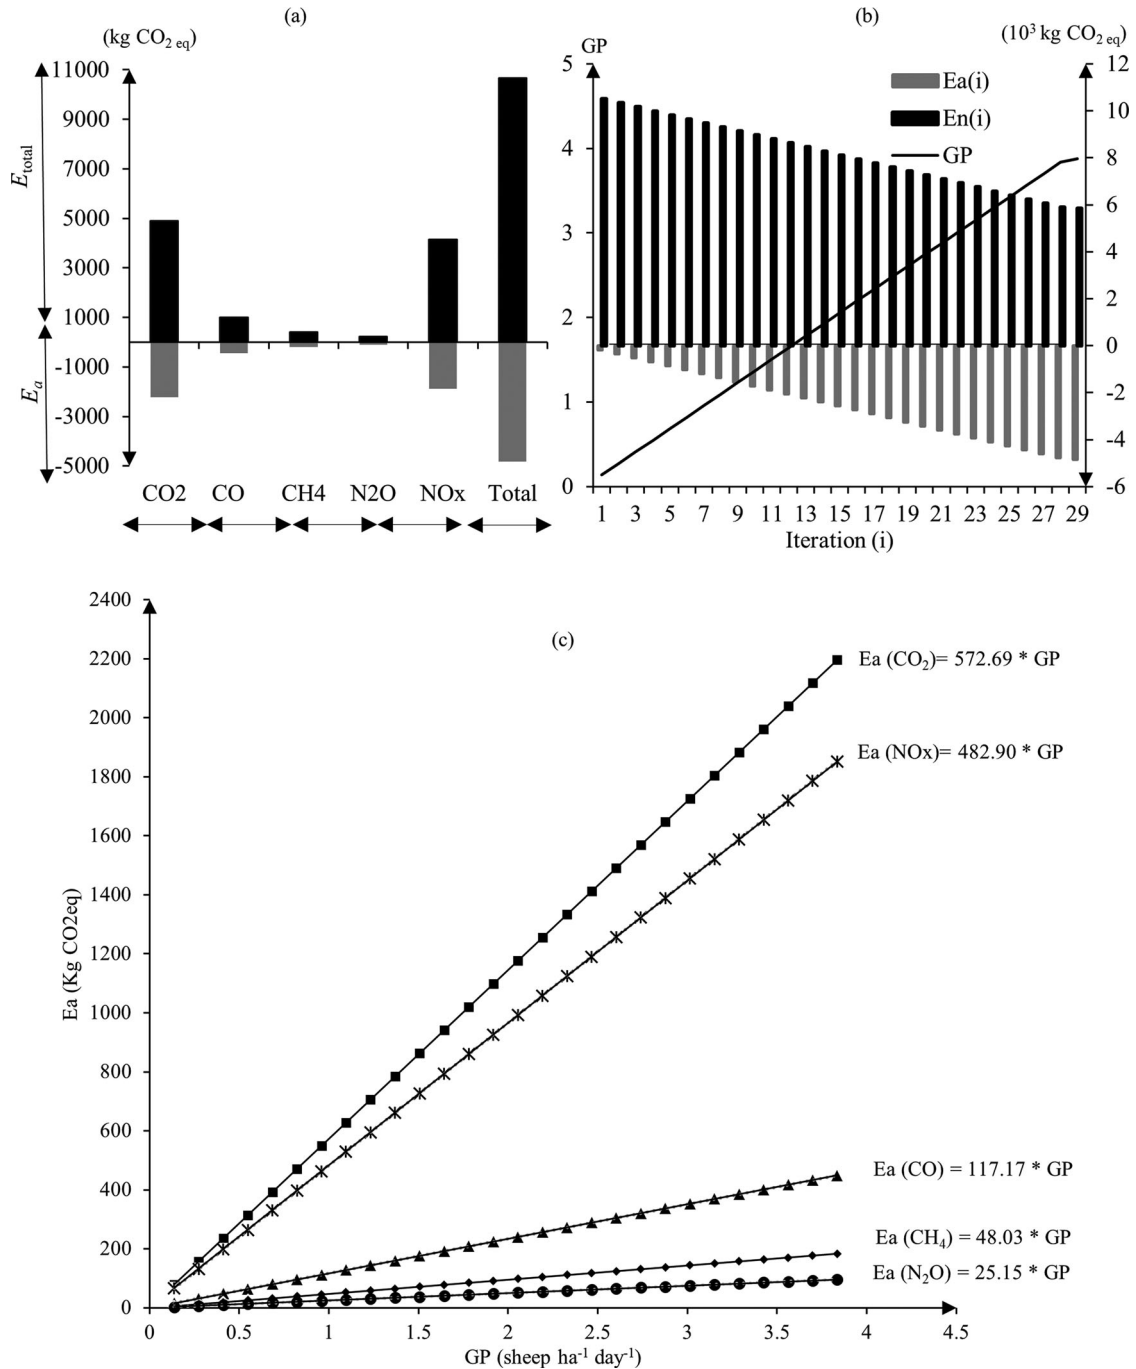 (a)
(kg CO2 eq)
11000
9000
7000
5000
3000
1000
-1000
-3000
-5000
Etotal
Ea
CO2 CO CH4 N2O NOx Total
(b)
GP
(10³ kg CO2 eq)
5
4
3
2
1
0
Ea(i)
En(i)
GP
12
10
8
6
4
2
0
-2
-4
-6
1 3 5 7 9 11 13 15 17 19 21 23 25 27 29
Iteration (i)
(c)
2400
2200
2000
1800
1600
1400
1200
1000
800
600
400
200
0
Ea (Kg CO2eq)
Ea (CO₂)= 572.69 * GP
Ea (NOx)= 482.90 * GP
Ea (CO) = 117.17 * GP
Ea (CH₄) = 48.03 * GP
Ea (N₂O) = 25.15 * GP
0 0.5 1 1.5 2 2.5 3 3.5 4 4.5
GP (sheep ha⁻¹ day⁻¹)